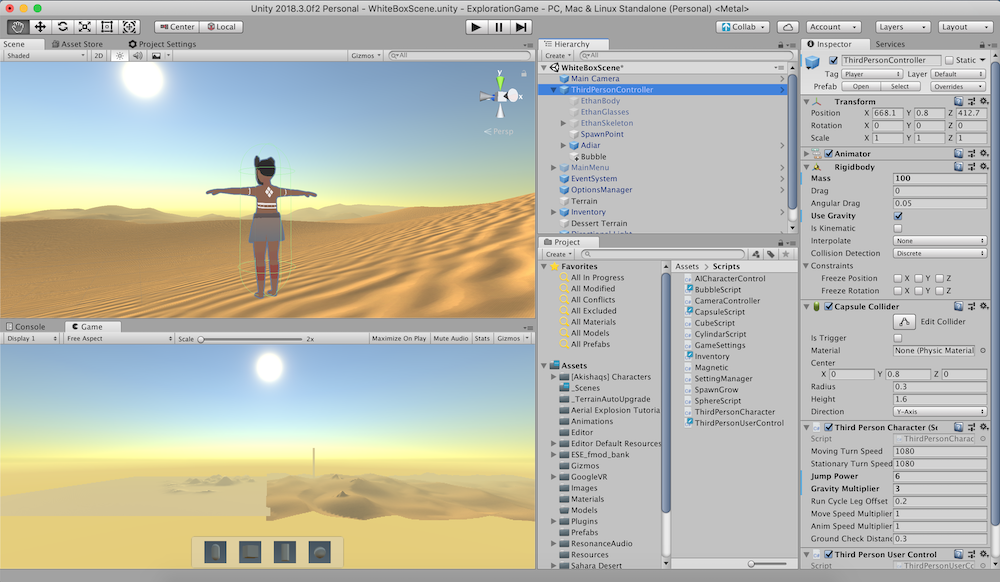 Unity 2018.3.0f2 Personal - WhiteBoxScene.unity - ExplorationGame - PC, Mac & Linux Standalone (Personal) <Metal>
Center Local Collab Account Layers Layout
Scene Asset Store Project Settings
Shaded 2D Gizmos All
y
x
Persp
Console Game
Display 1 Free Aspect Scale 2x Maximize On Play Mute Audio Stats Gizmos
Hierarchy
Create All
WhiteBoxScene*
Main Camera
ThirdPersonController
EthanBody
EthanGlasses
EthanSkeleton
SpawnPoint
Adiar
Bubble
MainMenu
EventSystem
OptionsManager
Terrain
Inventory
Dessert Terrain
Directional Light
Project
Create
Favorites
All In Progress
All Modified
All Conflicts
All Excluded
All Materials
All Models
All Prefabs
Assets
[Akishaqs] Characters
_Scenes
_TerrainAutoUpgrade
Aerial Explosion Tutoria
Animations
Editor
Editor Default Resources
ESE_fmod_bank
Gizmos
GoogleVR
Images
Materials
Models
Plugins
Prefabs
ResonanceAudio
Resources
Sahara Desert
Assets > Scripts
AICharacterControl
BubbleScript
CameraController
CapsuleScript
CubeScript
CylindarScript
GameSettings
Inventory
Magnetic
SettingManager
SpawnGrow
SphereScript
ThirdPersonCharacter
ThirdPersonUserControl
Inspector Services
ThirdPersonController Static
Tag Player Layer Default
Prefab Open Select Overrides
Transform
Position X 668.1 Y 0.8 Z 412.7
Rotation X 0 Y 0 Z 0
Scale X 1 Y 1 Z 1
Animator
Rigidbody
Mass 100
Drag 0
Angular Drag 0.05
Use Gravity
Is Kinematic
Interpolate None
Collision Detection Discrete
Constraints
Freeze Position X Y Z
Freeze Rotation X Y Z
Capsule Collider
Edit Collider
Is Trigger
Material None (Physic Material
Center
X 0 Y 0.8 Z 0
Radius 0.3
Height 1.6
Direction Y-Axis
Third Person Character (Sc
Script ThirdPersonCharac
Moving Turn Speed 1080
Stationary Turn Speed 1080
Jump Power 6
Gravity Multiplier 3
Run Cycle Leg Offset 0.2
Move Speed Multiplier 1
Anim Speed Multiplier 1
Ground Check Distanc 0.3
Third Person User Control
Script ThirdPersonUserCo